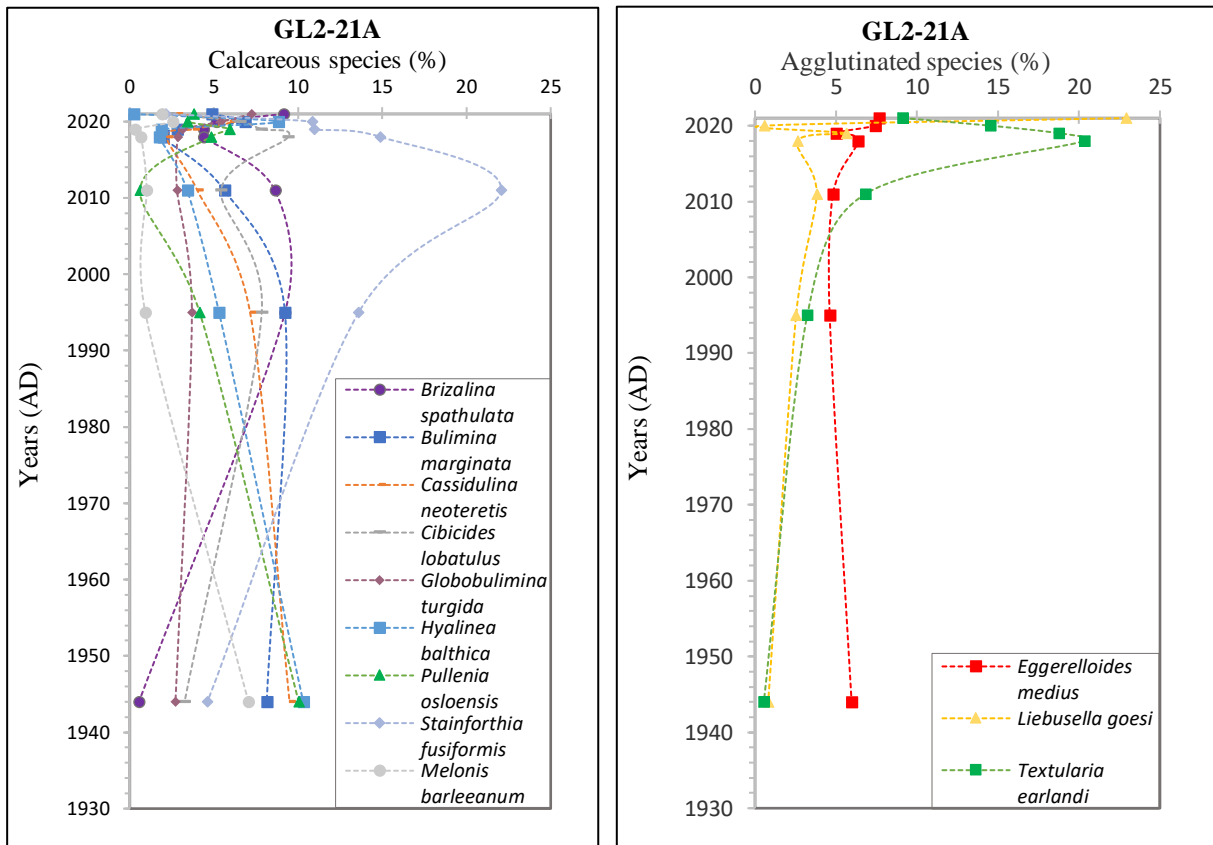 GL2-21A
Calcareous species (%)
0 5 10 15 20 25
2020
2010
2000
1990
1980
1970
1960
1950
1940
1930
Years (AD)
Brizalina
spathulata
Bulimina
marginata
Cassidulina
neoteretis
Cibicides
lobatulus
Globobulimina
turgida
Hyalinea
balthica
Pullenia
osloensis
Stainforthia
fusiformis
Melonis
barleeanum
GL2-21A
Agglutinated species (%)
0 5 10 15 20 25
2020
2010
2000
1990
1980
1970
1960
1950
1940
1930
Years (AD)
Eggerelloides
medius
Liebusella goesi
Textularia
earlandi